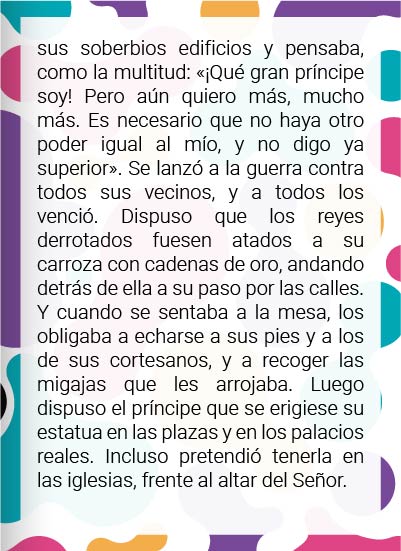 sus soberbios edificios y pensaba,
como la multitud: «¡Qué gran príncipe
soy! Pero aún quiero más, mucho
más. Es necesario que no haya otro
poder igual al mío, y no digo ya
superior». Se lanzó a la guerra contra
todos sus vecinos, y a todos los
venció. Dispuso que los reyes
derrotados fuesen atados a su
carroza con cadenas de oro, andando
detrás de ella a su paso por las calles.
Y cuando se sentaba a la mesa, los
obligaba a echarse a sus pies y a los
de sus cortesanos, y a recoger las
migajas que les arrojaba. Luego
dispuso el príncipe que se erigiese su
estatua en las plazas y en los palacios
reales. Incluso pretendió tenerla en
las iglesias, frente al altar del Señor.